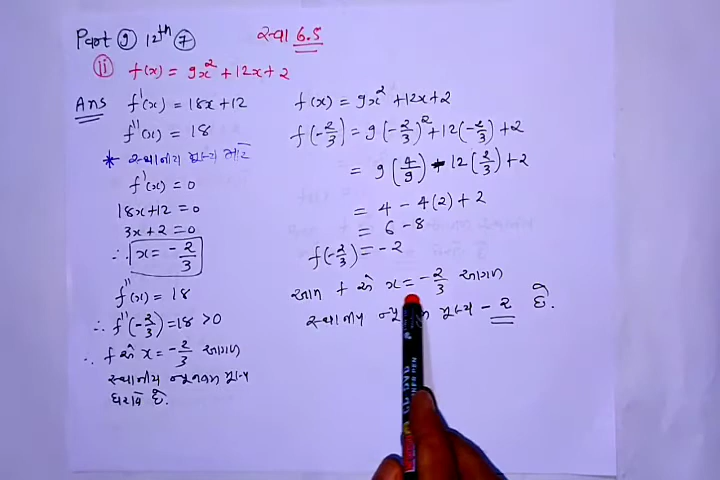 Part ⑨ 12th ⑦
સ્વા 6.5
ⓘⓘ f(x) = 9x² + 12x + 2
Ans f'(x) = 18x + 12
f''(x) = 18
* સ્થાનીય મૂલ્ય માટે
f'(x) = 0
18x + 12 = 0
3x + 2 = 0
∴ x = -2/3
f''(x) = 18
∴ f''(-2/3) = 18 > 0
∴ f એ x = -2/3 આગળ
સ્થાનીય ન્યૂનતમ મૂલ્ય
ધરાવે છે.
f(x) = 9x² + 12x + 2
f(-2/3) = 9(-2/3)² + 12(-2/3) + 2
= 9(4/9) - 12(2/3) + 2
= 4 - 4(2) + 2
= 6 - 8
f(-2/3) = -2
આમ f એ x = -2/3 આગળ
સ્થાનીય મૂલ્ય - ૨ છે.